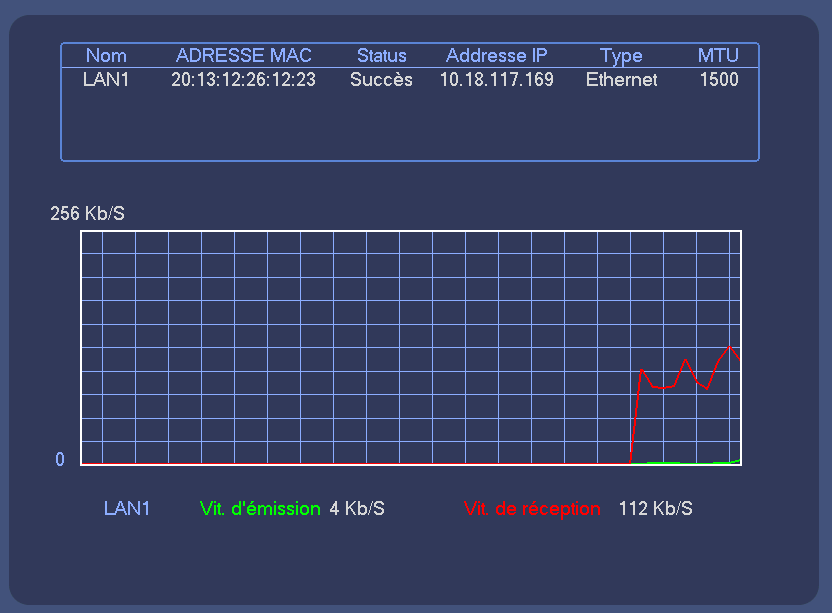 Nom ADRESSE MAC Status Addresse IP Type MTU
LAN1 20:13:12:26:12:23 Succès 10.18.117.169 Ethernet 1500
256 Kb/S
0
LAN1 Vit. d'émission 4 Kb/S Vit. de réception 112 Kb/S